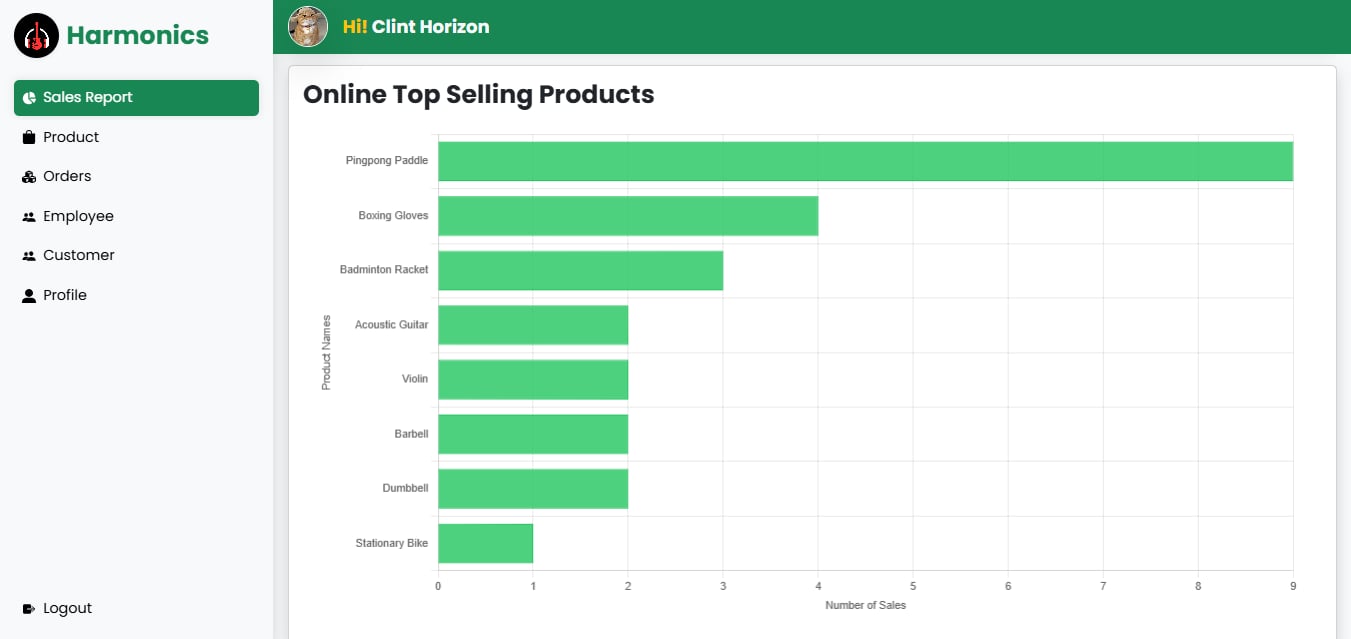 Harmonics
Hi! Clint Horizon
Sales Report
Product
Orders
Employee
Customer
Profile
Logout
Online Top Selling Products
Product Names
Pingpong Paddle
Boxing Gloves
Badminton Racket
Acoustic Guitar
Violin
Barbell
Dumbbell
Stationary Bike
0 1 2 3 4 5 6 7 8 9
Number of Sales